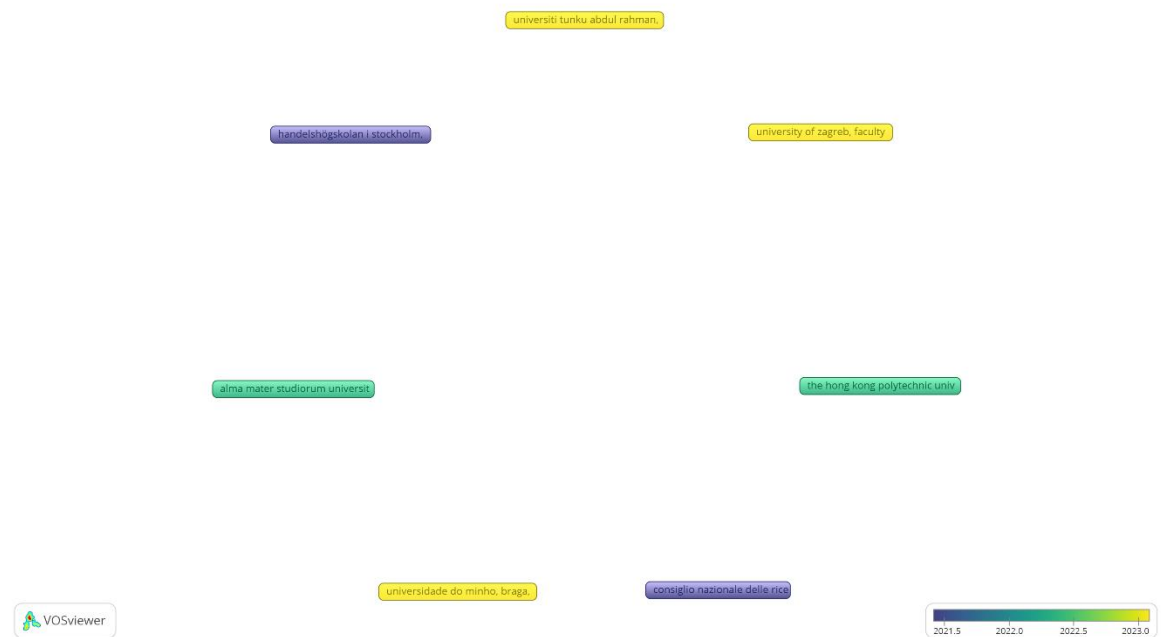 universiti tunku abdul rahman,
handelshögskolan i stockholm,
university of zagreb, faculty
alma mater studiorum universit
the hong kong polytechnic univ
universidade do minho, braga,
consiglio nazionale delle rice
VOSviewer
2021.5 2022.0 2022.5 2023.0